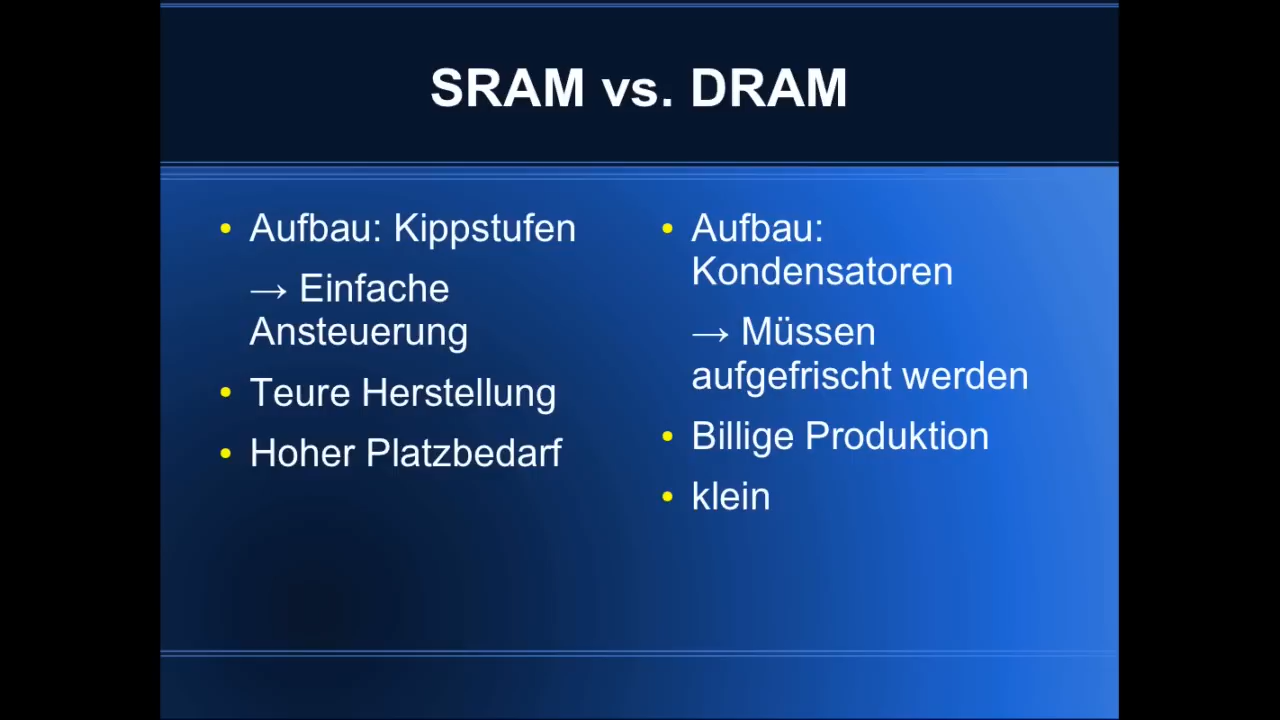 SRAM vs. DRAM
• Aufbau: Kippstufen
→ Einfache
Ansteuerung
• Teure Herstellung
• Hoher Platzbedarf
• Aufbau:
Kondensatoren
→ Müssen
aufgefrischt werden
• Billige Produktion
• klein